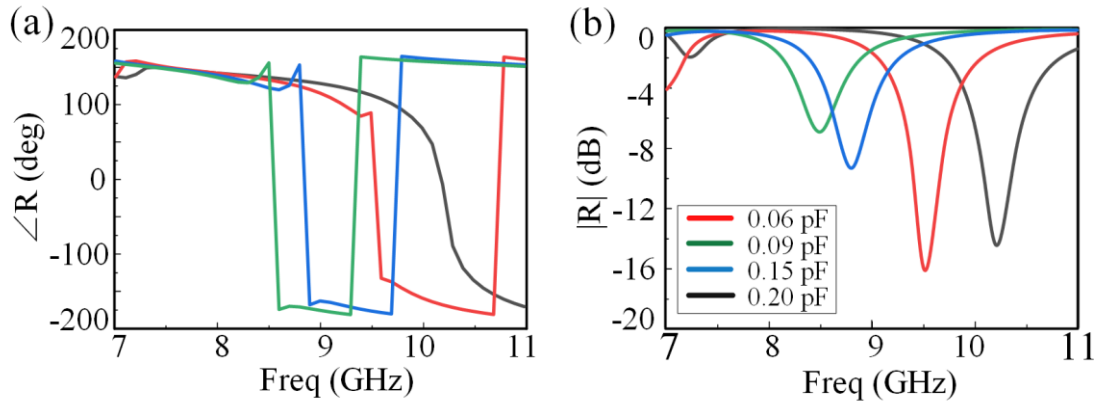 (a)
200
100
0
-100
-200
∠R (deg)
7
8
9
10
11
Freq (GHz)
(b)
0
-4
-8
-12
-16
-20
|R| (dB)
0.06 pF
0.09 pF
0.15 pF
0.20 pF
7
8
9
10
11
Freq (GHz)